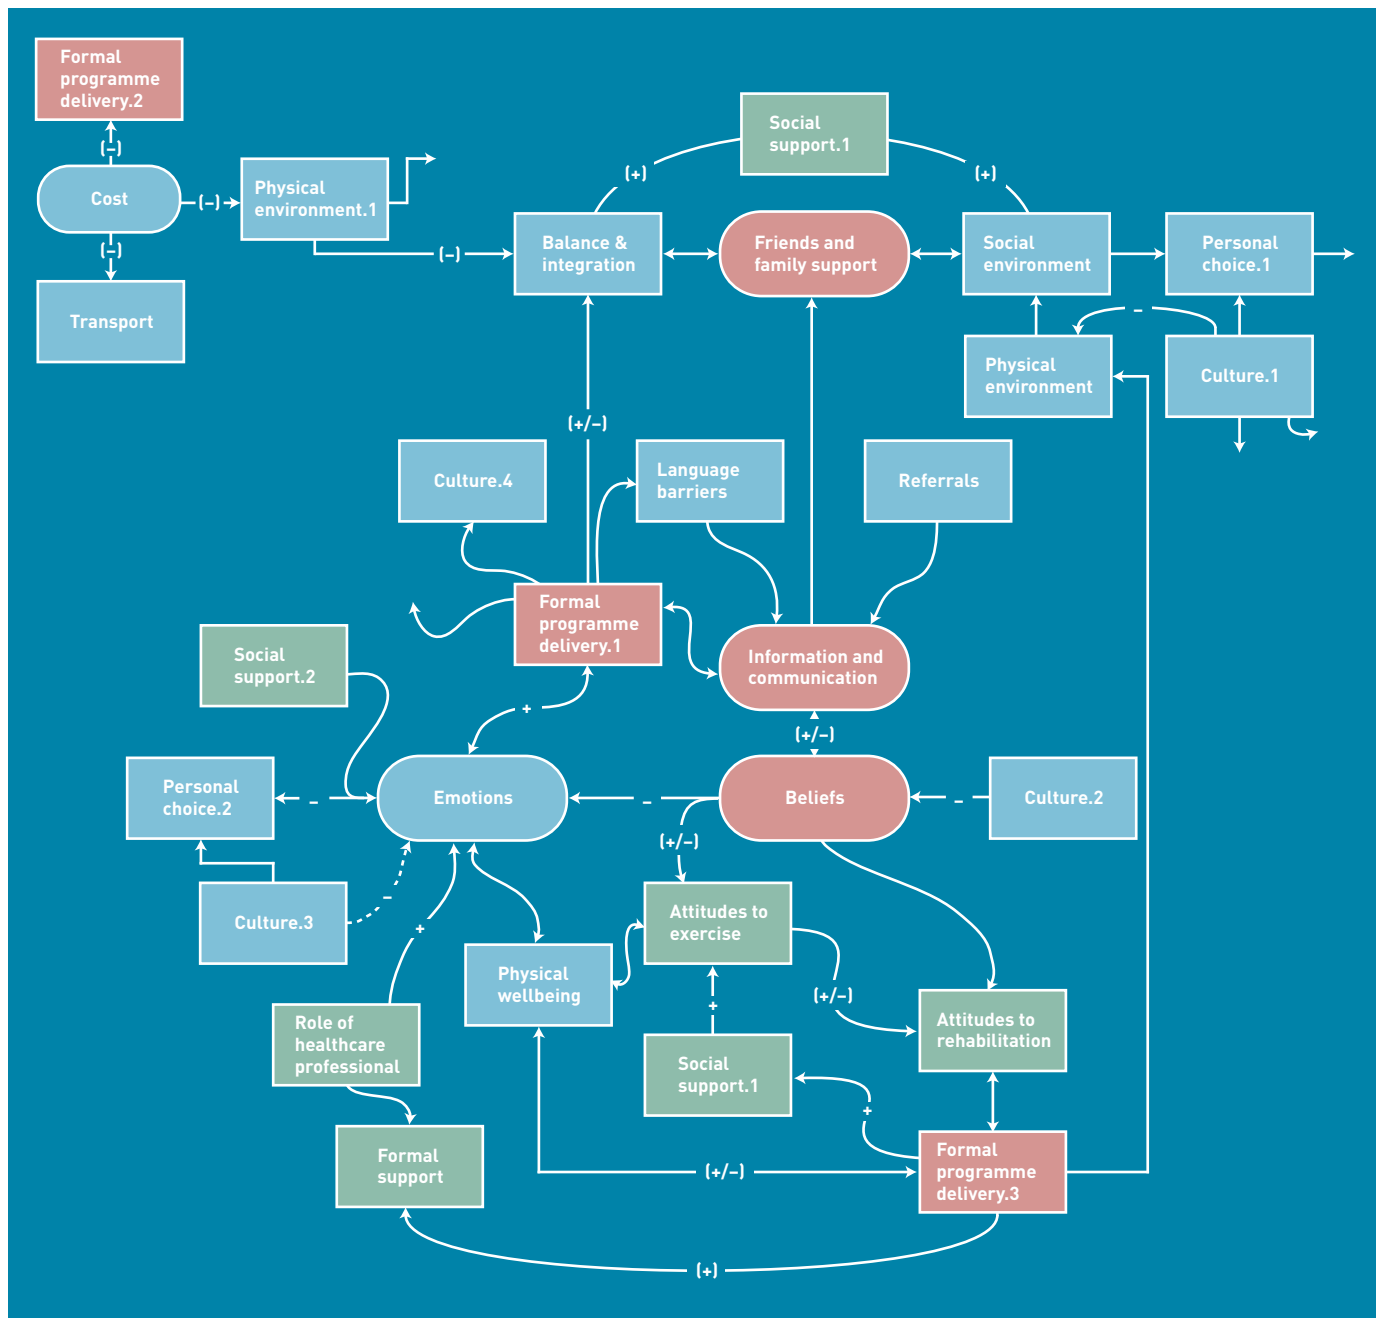 Formal
programme
delivery.2
(–)
Cost
(–)
(–)
Transport
Physical
environment.1
(–)
Social
support.1
(+)
(+)
Balance &
integration
Friends and
family support
Social
environment
Personal
choice.1
–
Physical
environment
Culture.1
(+/–)
Culture.4
Language
barriers
Referrals
Formal
programme
delivery.1
Social
support.2
Information and
communication
+
(+/–)
Personal
choice.2
–
Emotions
–
Beliefs
–
Culture.2
(+/–)
Culture.3
–
+
Attitudes to
exercise
Physical
wellbeing
(+/–)
+
Role of
healthcare
professional
Attitudes to
rehabilitation
Social
support.1
+
Formal
support
(+/–)
Formal
programme
delivery.3
(+)